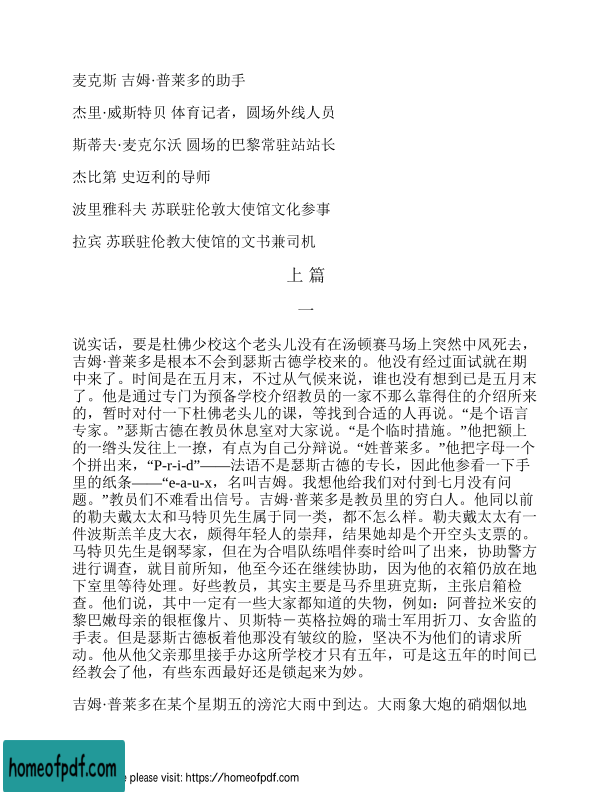 麦克斯 吉姆·普莱多的助手
杰里·威斯特贝 体育记者，圆场外线人员
斯蒂夫·麦克尔沃 圆场的巴黎常驻站站长
杰比第 史迈利的导师
波里雅科夫 苏联驻伦敦大使馆文化参事
拉宾 苏联驻伦教大使馆的文书兼司机
上 篇
一
说实话，要是杜佛少校这个老头儿没有在汤顿赛马场上突然中风死去，
吉姆·普莱多是根本不会到瑟斯古德学校来的。他没有经过面试就在期
中来了。时间是在五月末，不过从气候来说，谁也没有想到已是五月末
了。他是通过专门为预备学校介绍教员的一家不那么靠得住的介绍所来
的，暂时对付一下杜佛老头儿的课，等找到合适的人再说。“是个语言
专家。”瑟斯古德在教员休息室对大家说。“是个临时措施。”他把额上
的一绺头发往上一撩，有点为自己分辩说。“姓普莱多。”他把字母一个
个拼出来，“P-r-i-d”——法语不是瑟斯古德的专长，因此他参看一下手
里的纸条——“e-a-u-x，名叫吉姆。我想他给我们对付到七月没有问
题。”教员们不难看出信号。吉姆·普莱多是教员里的穷白人。他同以前
的勒夫戴太太和马特贝先生属于同一类，都不怎么样。勒夫戴太太有一
件波斯羔羊皮大衣，颇得年轻人的崇拜，结果她却是个开空头支票的。
马特贝先生是钢琴家，但在为合唱队练唱伴奏时给叫了出来，协助警方
进行调查，就目前所知，他至今还在继续协助，因为他的衣箱仍放在地
下室里等待处理。好些教员，其实主要是马乔里班克斯，主张启箱检
查。他们说，其中一定有一些大家都知道的失物，例如：阿普拉米安的
黎巴嫩母亲的银框像片、贝斯特－英格拉姆的瑞士军用折刀、女舍监的
手表。但是瑟斯古德板着他那没有皱纹的脸，坚决不为他们的请求所
动。他从他父亲那里接手办这所学校才只有五年，可是这五年的时间已
经教会了他，有些东西最好还是锁起来为妙。
吉姆·普莱多在某个星期五的滂沱大雨中到达。大雨象大炮的硝烟似地
homeofpdf.com
e please visit: https://homeofpdf.com